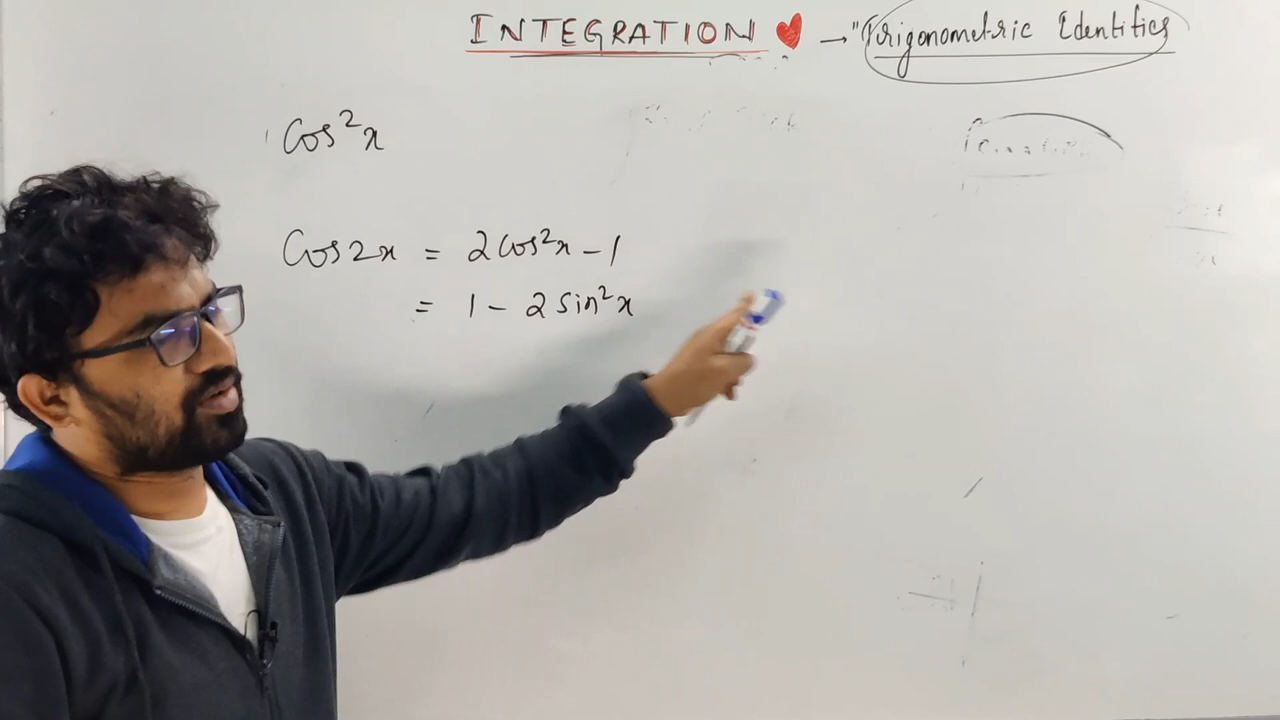 INTEGRATION ❤ → "Trigonometric Identities
Cos²x
Cos2x = 2cos²x - 1
= 1 - 2sin²x